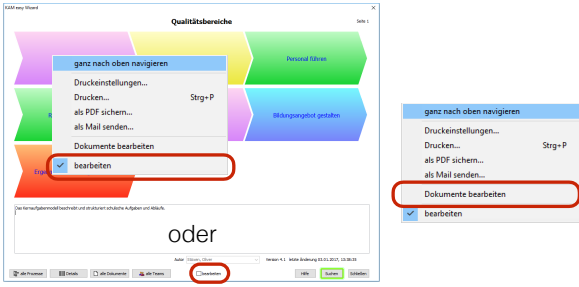 KAM easy Wizard
Qualitätsbereiche
Seite 1
Personal führen
Bildungsangebot gestalten
ganz nach oben navigieren
Druckeinstellungen...
Drucken... Strg+P
als PDF sichern...
als Mail senden...
Dokumente bearbeiten
bearbeiten
Das Kernaufgabenmodell beschreibt und strukturiert schulische Aufgaben und Abläufe.
oder
Autor
Version 4.1 letzte Änderung 03.01.2017, 13:36:33
alle Prozesse Details alle Dokumente alle Teams bearbeiten Hilfe Suchen Schließen
ganz nach oben navigieren
Druckeinstellungen...
Drucken... Strg+P
als PDF sichern...
als Mail senden...
Dokumente bearbeiten
bearbeiten